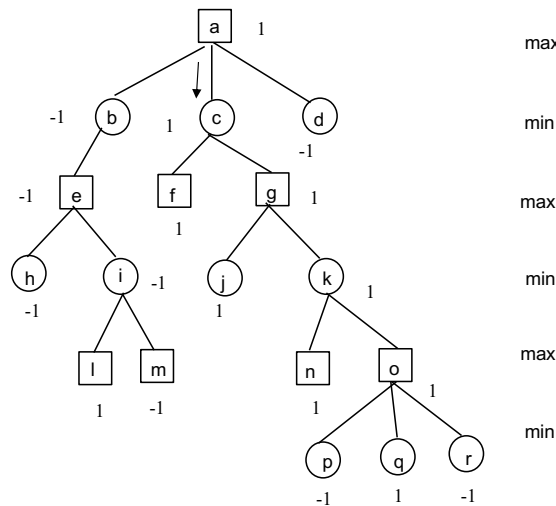 a 1 max
-1 b 1 c d min
-1
-1 e f g 1 max
1
h i -1 j k 1 min
-1 1
l m n o 1 max
1 -1 1
p q r min
-1 1 -1